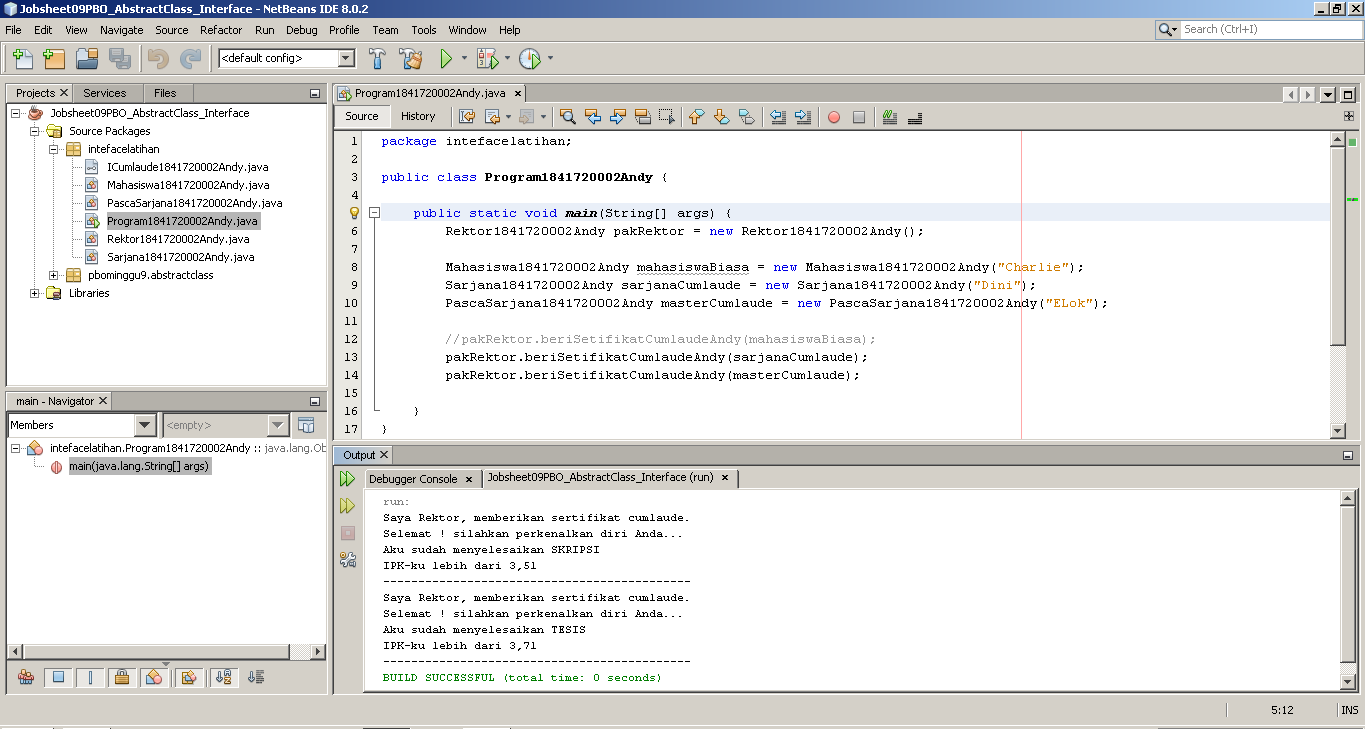 Jobsheet09PBO_AbstractClass_Interface - NetBeans IDE 8.0.2
File Edit View Navigate Source Refactor Run Debug Profile Team Tools Window Help
Search (Ctrl+I)
<default config>
Projects Services Files
Jobsheet09PBO_AbstractClass_Interface
Source Packages
intefacelatihan
ICumlaude1841720002Andy.java
Mahasiswa1841720002Andy.java
PascaSarjana1841720002Andy.java
Program1841720002Andy.java
Rektor1841720002Andy.java
Sarjana1841720002Andy.java
pbominggu9.abstractclass
Libraries
main - Navigator
Members
<empty>
intefacelatihan.Program1841720002Andy :: java.lang.Ob
main(java.lang.String[] args)
Program1841720002Andy.java
Source History
1 package intefacelatihan;
2
3 public class Program1841720002Andy {
4
public static void main(String[] args) {
6 Rektor1841720002Andy pakRektor = new Rektor1841720002Andy();
7
8 Mahasiswa1841720002Andy mahasiswaBiasa = new Mahasiswa1841720002Andy("Charlie");
9 Sarjana1841720002Andy sarjanaCumlaude = new Sarjana1841720002Andy("Dini");
10 PascaSarjana1841720002Andy masterCumlaude = new PascaSarjana1841720002Andy("ELok");
11
12 //pakRektor.beriSetifikatCumlaudeAndy(mahasiswaBiasa);
13 pakRektor.beriSetifikatCumlaudeAndy(sarjanaCumlaude);
14 pakRektor.beriSetifikatCumlaudeAndy(masterCumlaude);
15
16 }
17 }
Output
Debugger Console Jobsheet09PBO_AbstractClass_Interface (run)
run:
Saya Rektor, memberikan sertifikat cumlaude.
Selemat ! silahkan perkenalkan diri Anda...
Aku sudah menyelesaikan SKRIPSI
IPK-ku lebih dari 3,51
--------------------------------------------
Saya Rektor, memberikan sertifikat cumlaude.
Selemat ! silahkan perkenalkan diri Anda...
Aku sudah menyelesaikan TESIS
IPK-ku lebih dari 3,71
--------------------------------------------
BUILD SUCCESSFUL (total time: 0 seconds)
5:12 INS